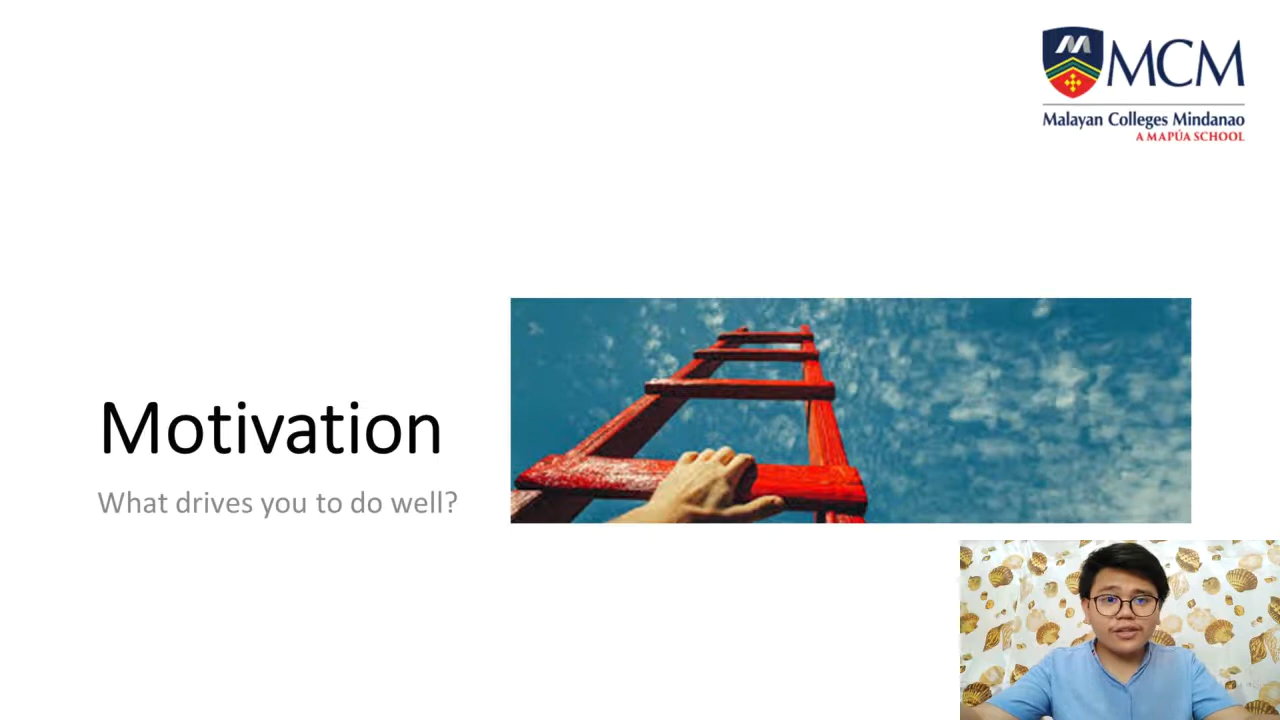 MCM
Malayan Colleges Mindanao
A MAPÚA SCHOOL
Motivation
What drives you to do well?